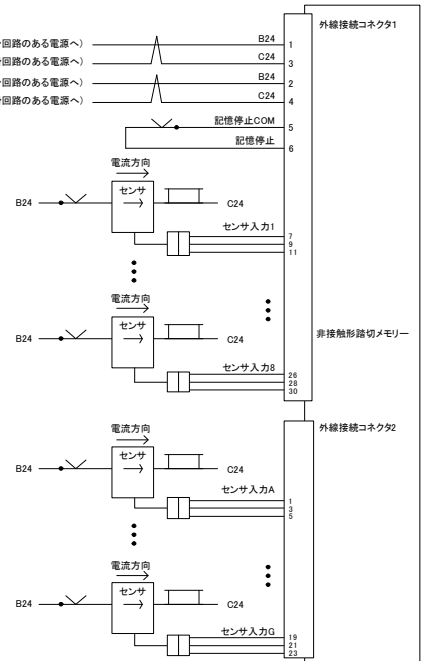 外線接続コネクタ1
回路のある電源へ) B24 1
回路のある電源へ) C24 3
回路のある電源へ) B24 2
回路のある電源へ) C24 4
記憶停止COM 5
記憶停止 6
電流方向
センサ
B24 C24
センサ入力1
7
9
11
電流方向
センサ
B24 C24
非接触形踏切メモリー
センサ入力8
26
28
30
外線接続コネクタ2
電流方向
センサ
B24 C24
センサ入力A
1
3
5
電流方向
センサ
B24 C24
センサ入力G
19
21
23